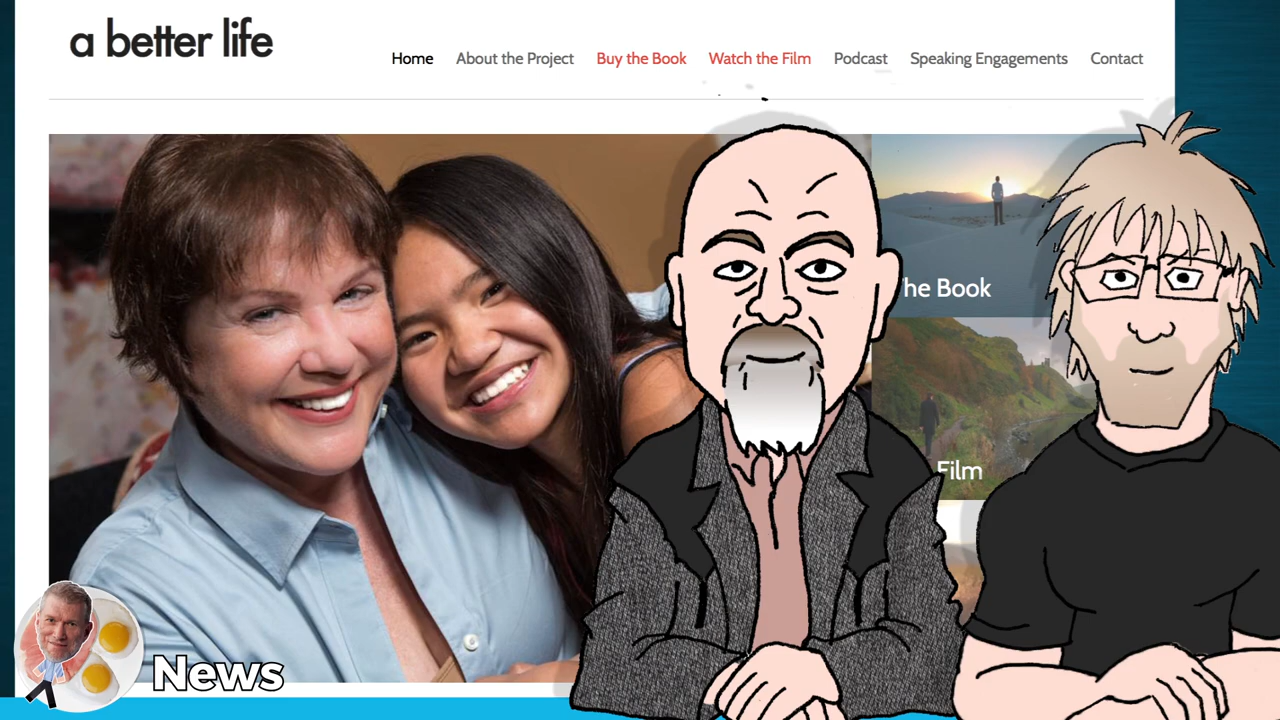 a better life
Home About the Project Buy the Book Watch the Film Podcast Speaking Engagements Contact
he Book
Film
News